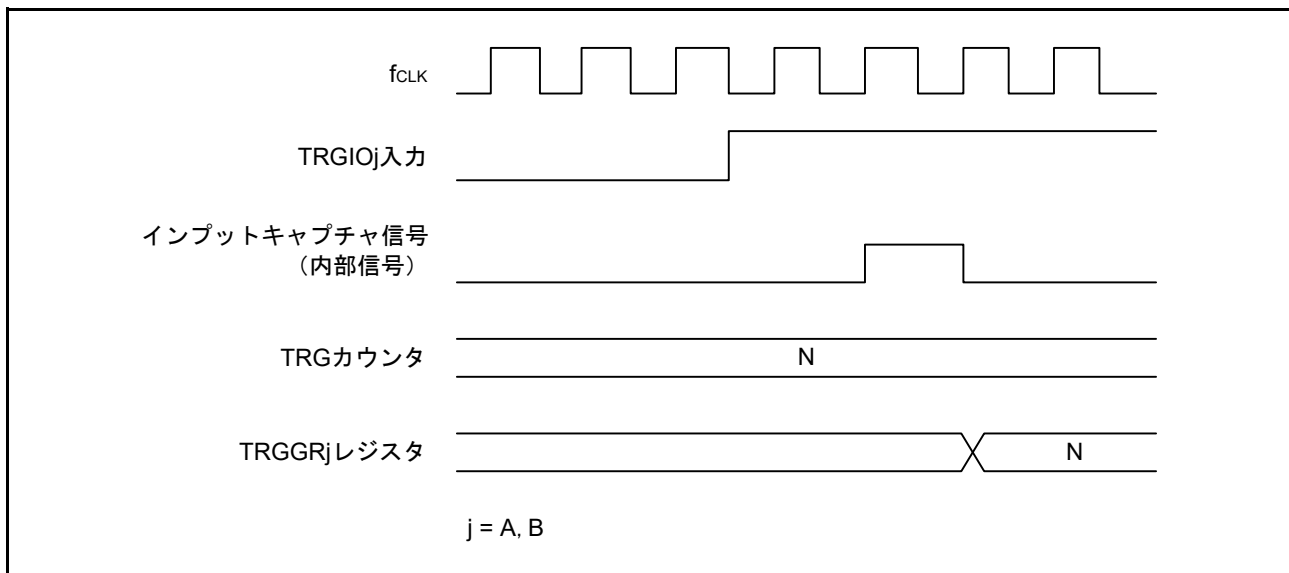 fCLK
TRGIOj入力
インプットキャプチャ信号
（内部信号）
TRGカウンタ
N
TRGGRjレジスタ
N
j = A, B